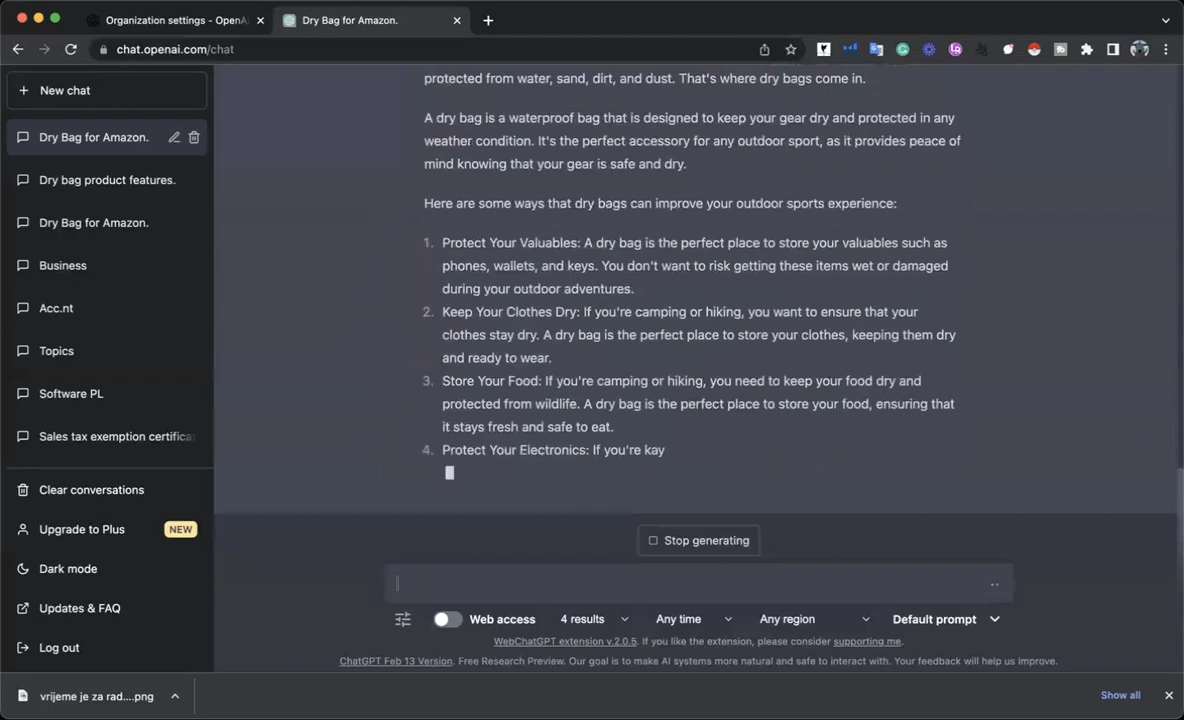 Organization settings - OpenA
Dry Bag for Amazon.
chat.openai.com/chat
New chat
Dry Bag for Amazon.
Dry bag product features.
Dry Bag for Amazon.
Business
Acc.nt
Topics
Software PL
Sales tax exemption certifica
Clear conversations
Upgrade to Plus
NEW
Dark mode
Updates & FAQ
Log out
protected from water, sand, dirt, and dust. That's where dry bags come in.
A dry bag is a waterproof bag that is designed to keep your gear dry and protected in any
weather condition. It's the perfect accessory for any outdoor sport, as it provides peace of
mind knowing that your gear is safe and dry.
Here are some ways that dry bags can improve your outdoor sports experience:
1. Protect Your Valuables: A dry bag is the perfect place to store your valuables such as
phones, wallets, and keys. You don't want to risk getting these items wet or damaged
during your outdoor adventures.
2. Keep Your Clothes Dry: If you're camping or hiking, you want to ensure that your
clothes stay dry. A dry bag is the perfect place to store your clothes, keeping them dry
and ready to wear.
3. Store Your Food: If you're camping or hiking, you need to keep your food dry and
protected from wildlife. A dry bag is the perfect place to store your food, ensuring that
it stays fresh and safe to eat.
4. Protect Your Electronics: If you're kay
Stop generating
Web access
4 results
Any time
Any region
Default prompt
WebChatGPT extension v.2.0.5. If you like the extension, please consider supporting me.
ChatGPT Feb 13 Version. Free Research Preview. Our goal is to make AI systems more natural and safe to interact with. Your feedback will help us improve.
vrijeme je za rad....png
Show all